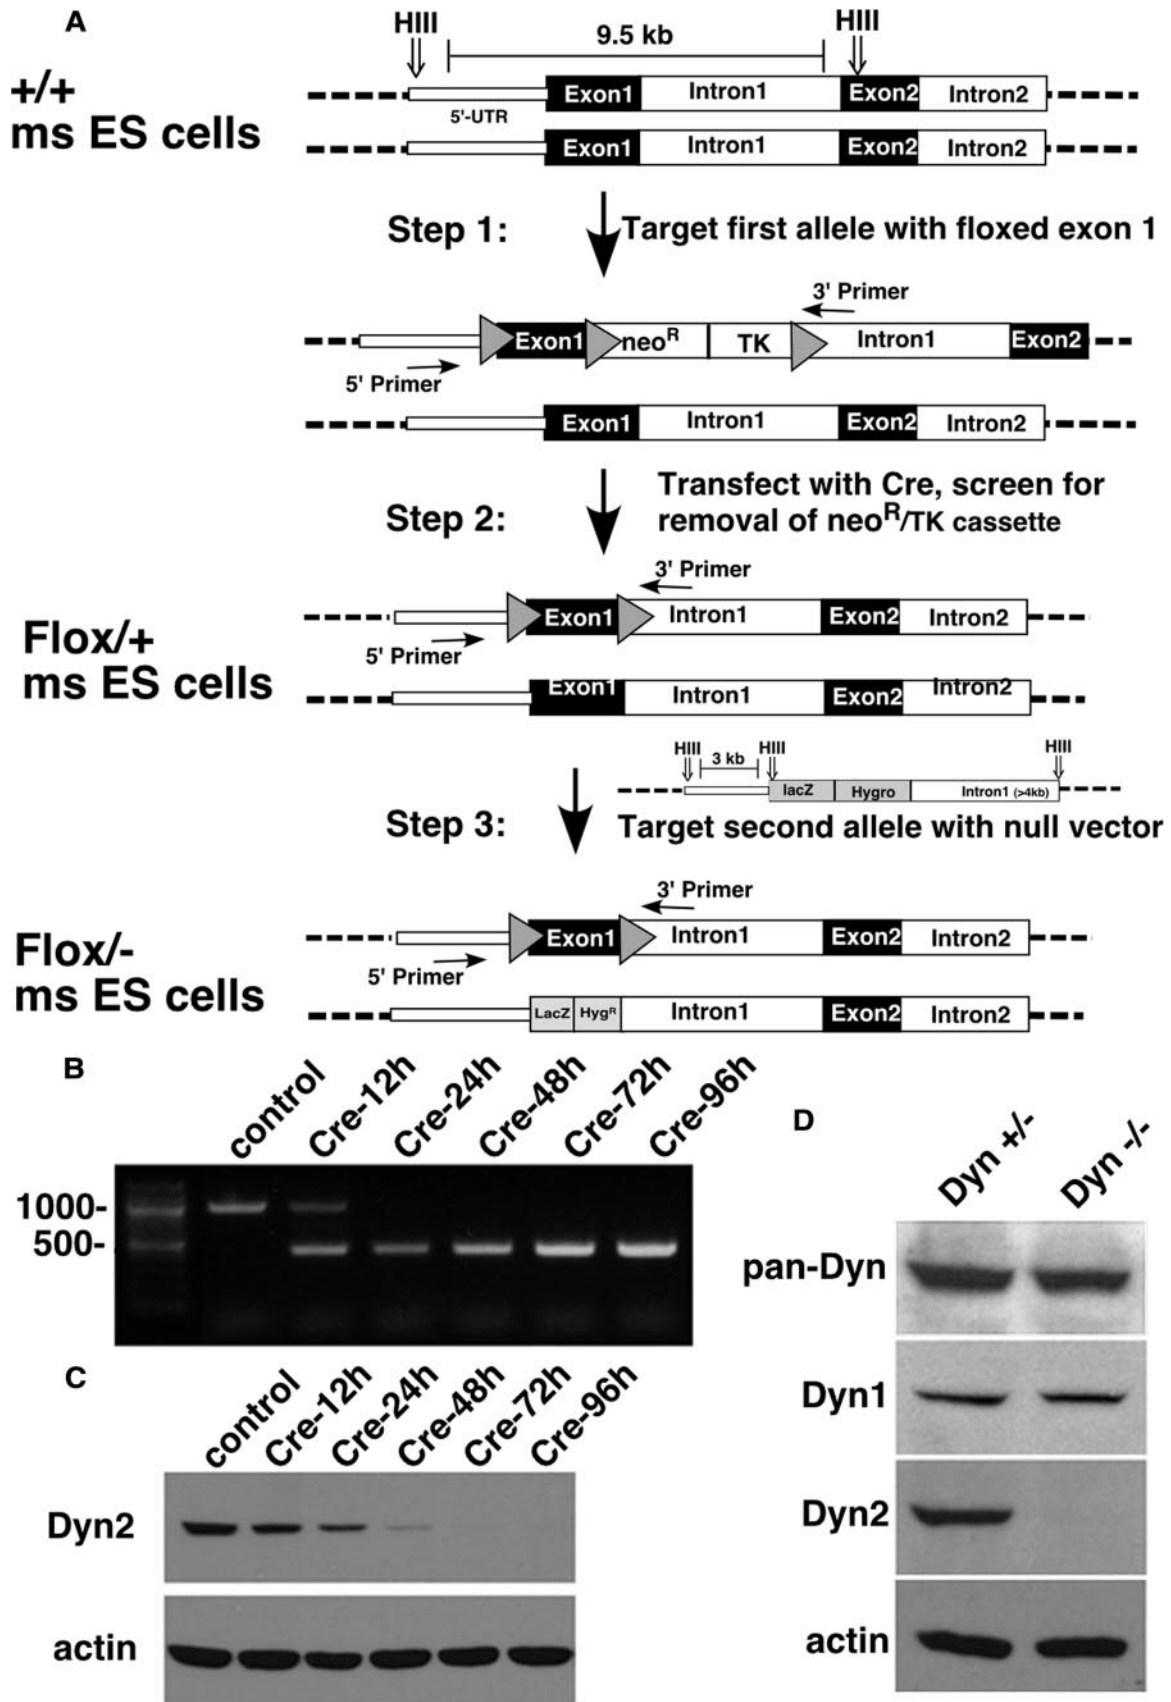 A
HIII 9.5 kb HIII
+/+
ms ES cells
Exon1 Intron1 Exon2 Intron2
5'-UTR
Exon1 Intron1 Exon2 Intron2
Step 1: Target first allele with floxed exon 1
3' Primer
Exon1 neoR TK Intron1 Exon2
5' Primer
Exon1 Intron1 Exon2 Intron2
Step 2: Transfect with Cre, screen for
removal of neoR/TK cassette
3' Primer
Flox/+
ms ES cells
Exon1 Intron1 Exon2 Intron2
5' Primer
Exon1 Intron1 Exon2 Intron2
HIII 3 kb HIII HIII
lacZ Hygro Intron1 (>4kb)
Step 3: Target second allele with null vector
3' Primer
Flox/-
ms ES cells
Exon1 Intron1 Exon2 Intron2
5' Primer
LacZ HygR Intron1 Exon2 Intron2
B
control Cre-12h Cre-24h Cre-48h Cre-72h Cre-96h
1000-
500-
C
control Cre-12h Cre-24h Cre-48h Cre-72h Cre-96h
Dyn2
actin
D
Dyn +/- Dyn -/-
pan-Dyn
Dyn1
Dyn2
actin